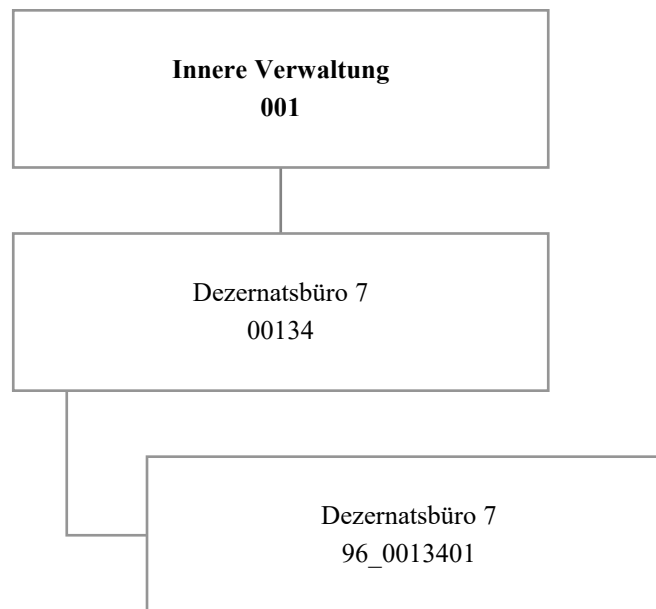 Innere Verwaltung
001
Dezernatsbüro 7
00134
Dezernatsbüro 7
96_0013401